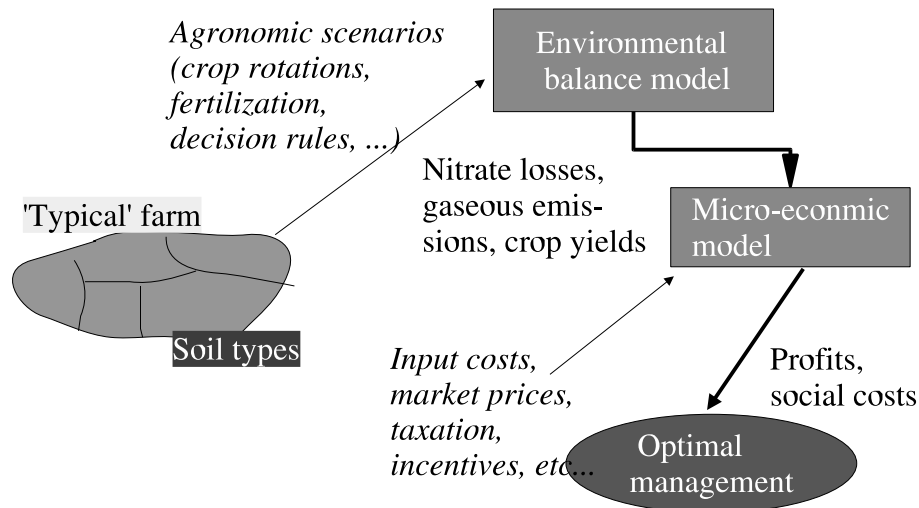 Agronomic scenarios
(crop rotations,
fertilization,
decision rules, ...)
Environmental
balance model
Nitrate losses,
gaseous emis-
sions, crop yields
'Typical' farm
Micro-econmic
model
Soil types
Input costs,
market prices,
taxation,
incentives, etc...
Profits,
social costs
Optimal
management